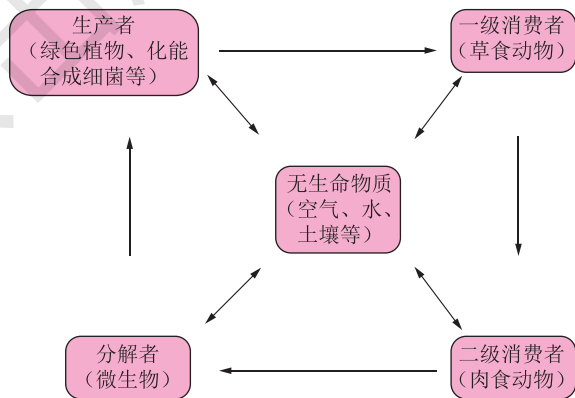 生产者
（绿色植物、化能
合成细菌等）
一级消费者
（草食动物）
无生命物质
（空气、水、
土壤等）
分解者
（微生物）
二级消费者
（肉食动物）